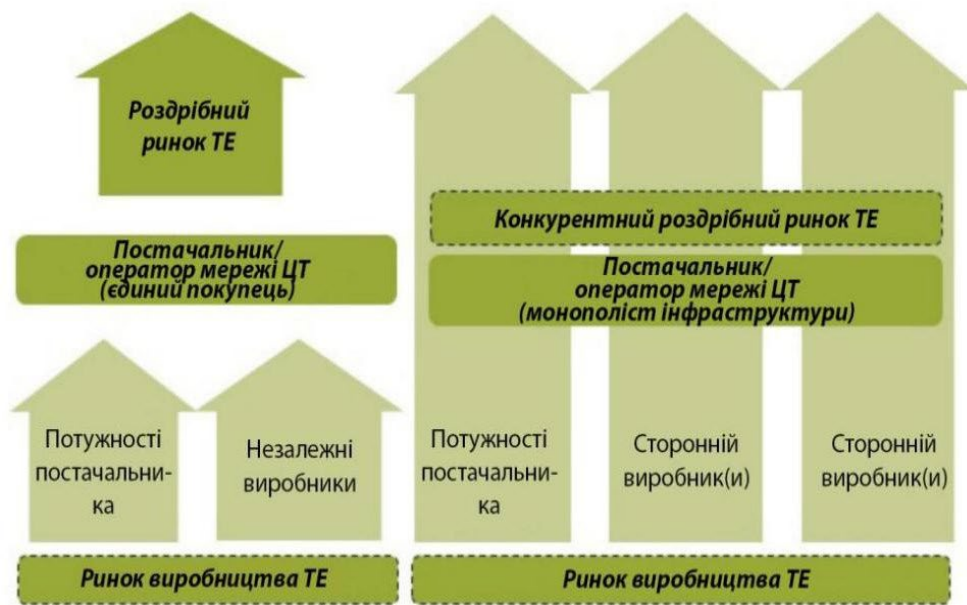 Роздрібний
ринок ТЕ
Постачальник/
оператор мережі ЦТ
(єдиний покупець)
Потужності
постачальни-
ка
Незалежні
виробники
Ринок виробництва ТЕ
Конкурентний роздрібний ринок ТЕ
Постачальник/
оператор мережі ЦТ
(монополіст інфраструктури)
Потужності
постачальни-
ка
Сторонній
виробник(и)
Сторонній
виробник(и)
Ринок виробництва ТЕ